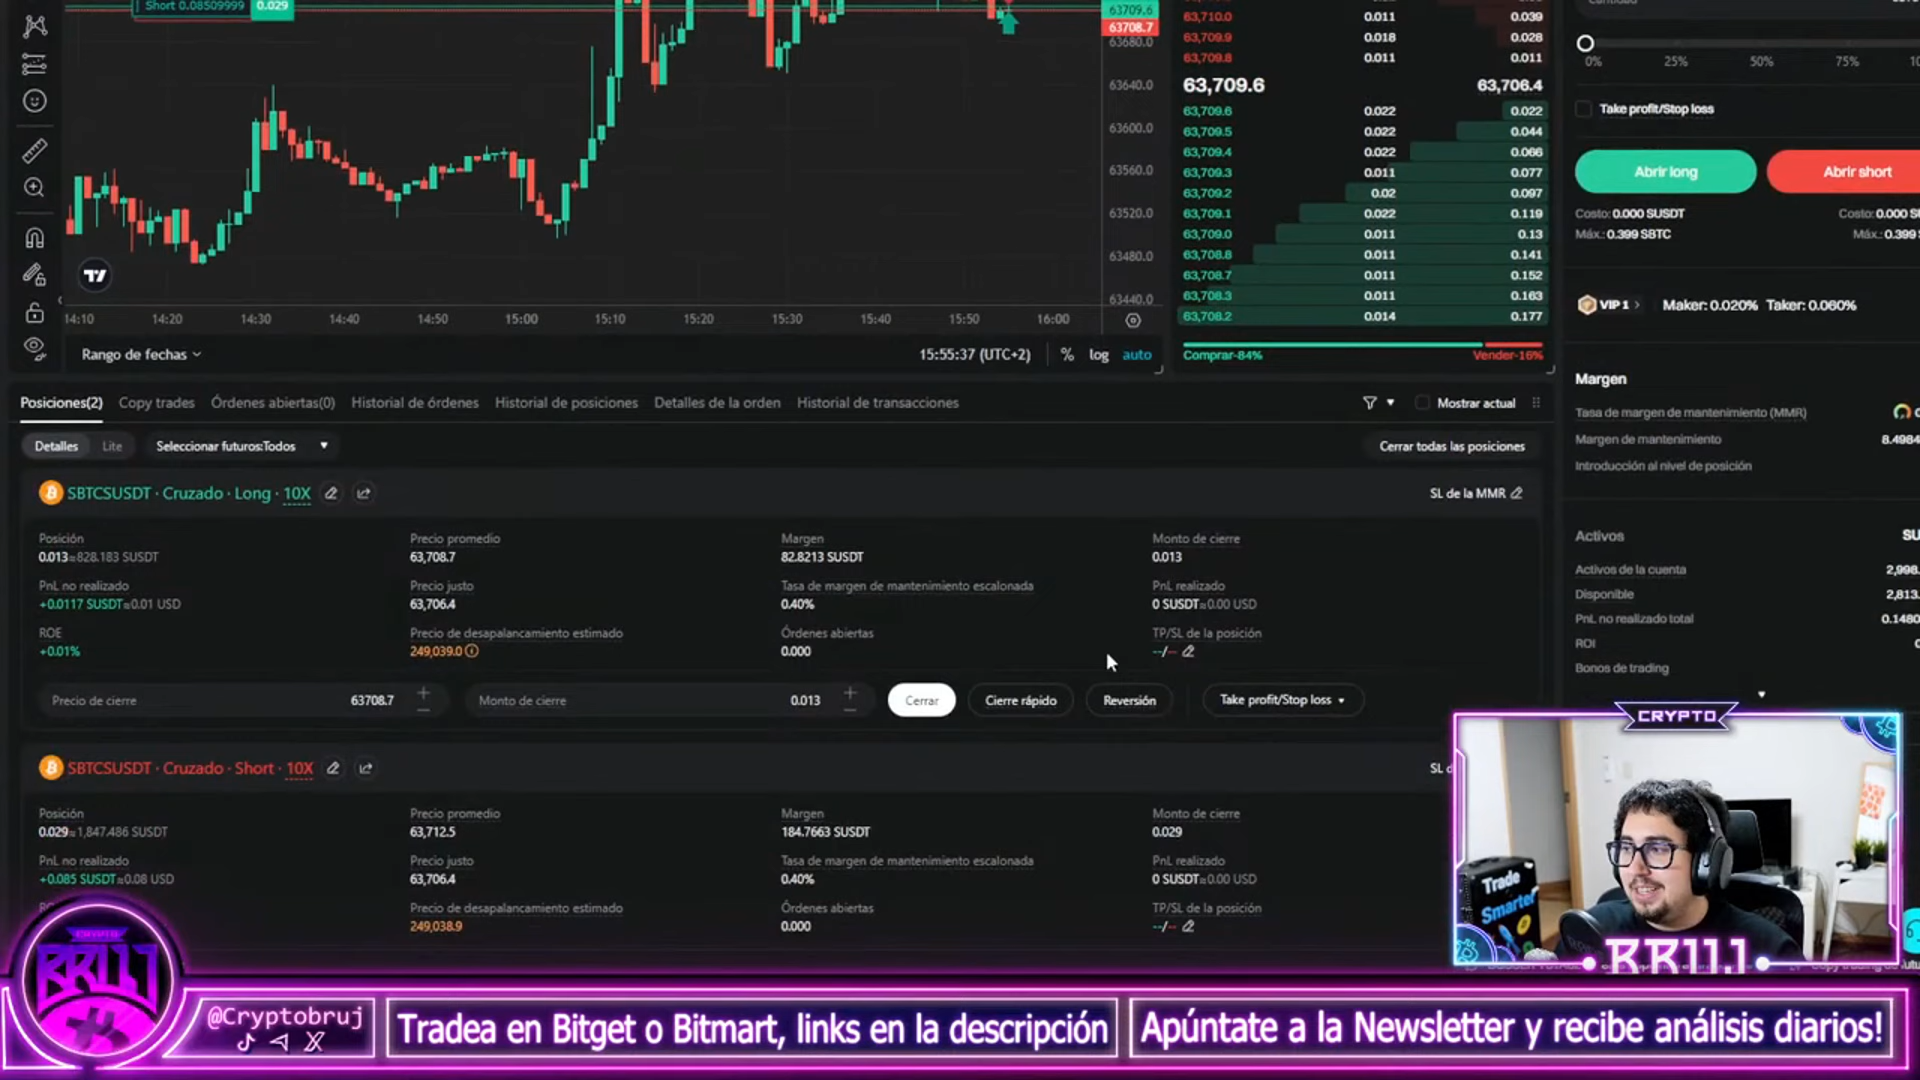 Short 0.08509999 0.029
63709.6
63708.7
63680.0
63640.0
63600.0
63560.0
63520.0
63480.0
63440.0
14:10 14:20 14:30 14:40 14:50 15:00 15:10 15:20 15:30 15:40 15:50 16:00
Rango de fechas
15:55:37 (UTC+2) % log auto
63,710.0 0.011 0.039
63,709.9 0.018 0.028
63,709.8 0.011 0.011
63,709.6 63,706.4
63,709.6 0.022 0.022
63,709.5 0.022 0.044
63,709.4 0.022 0.066
63,709.3 0.011 0.077
63,709.2 0.02 0.097
63,709.1 0.022 0.119
63,709.0 0.011 0.13
63,708.8 0.011 0.141
63,708.7 0.011 0.152
63,708.3 0.011 0.163
63,708.2 0.014 0.177
Comprar-84% Vender-16%
0% 25% 50% 75%
Take profit/Stop loss
Abrir long Abrir short
Costo: 0.000 SUSDT Costo: 0.000
Máx.: 0.399 SBTC Máx.: 0.399
VIP 1 Maker: 0.020% Taker: 0.060%
Margen
Tasa de margen de mantenimiento (MMR)
Margen de mantenimiento 8.4984
Introducción al nivel de posición
Activos
Activos de la cuenta 2,998.
Disponible 2,813.
PnL no realizado total 0.1480
ROI
Bonos de trading
Posiciones(2) Copy trades Órdenes abiertas(0) Historial de órdenes Historial de posiciones Detalles de la orden Historial de transacciones Mostrar actual
Detalles Lite Seleccionar futuros:Todos Cerrar todas las posiciones
SBTCSUSDT · Cruzado · Long · 10X SL de la MMR
Posición Precio promedio Margen Monto de cierre
0.013≈828.183 SUSDT 63,708.7 82.8213 SUSDT 0.013
PnL no realizado Precio justo Tasa de margen de mantenimiento escalonada PnL realizado
+0.0117 SUSDT≈0.01 USD 63,706.4 0.40% 0 SUSDT≈0.00 USD
ROE Precio de desapalancamiento estimado Órdenes abiertas TP/SL de la posición
+0.01% 249,039.0 0.000 --/--
Precio de cierre 63708.7 Monto de cierre 0.013 Cerrar Cierre rápido Reversión Take profit/Stop loss
SBTCSUSDT · Cruzado · Short · 10X SL
Posición Precio promedio Margen Monto de cierre
0.029≈1,847.486 SUSDT 63,712.5 184.7663 SUSDT 0.029
PnL no realizado Precio justo Tasa de margen de mantenimiento escalonada PnL realizado
+0.085 SUSDT≈0.08 USD 63,706.4 0.40% 0 SUSDT≈0.00 USD
Precio de desapalancamiento estimado Órdenes abiertas TP/SL de la posición
249,038.9 0.000 --/--
CRYPTO
Trade
Smarter
@Cryptobruj
Tradea en Bitget o Bitmart, links en la descripción
Apúntate a la Newsletter y recibe análisis diarios!